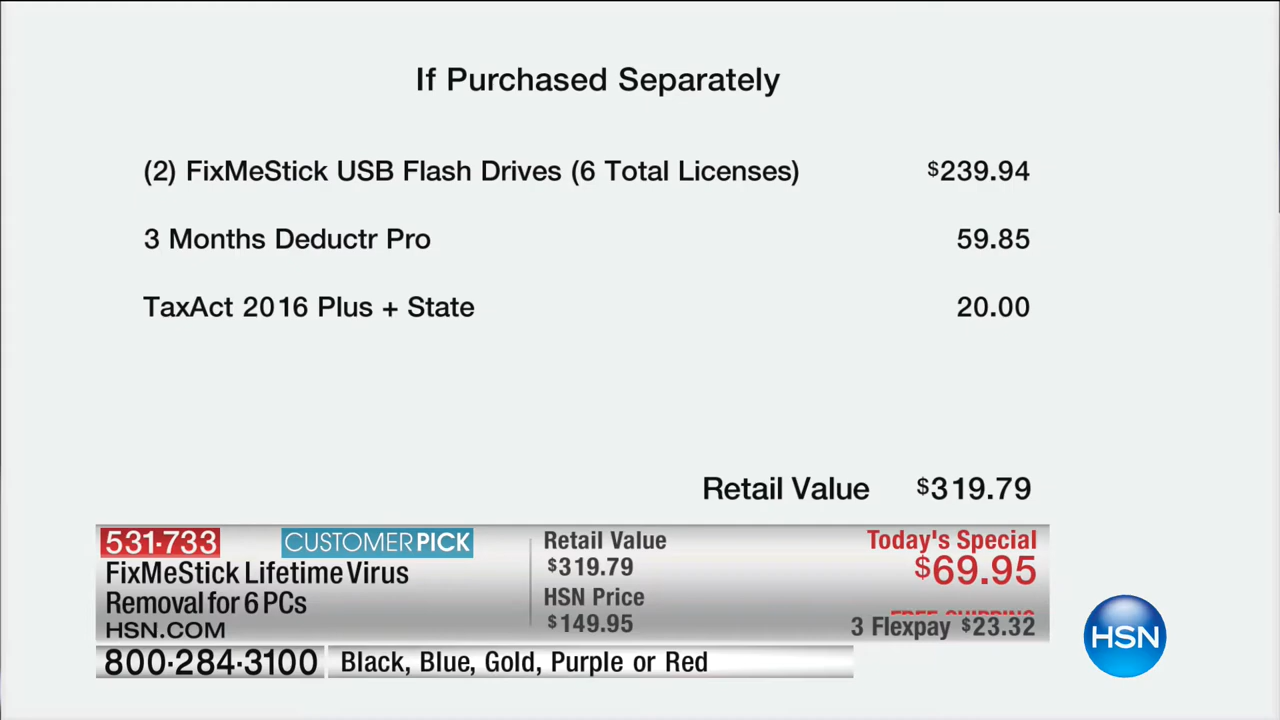 If Purchased Separately
(2) FixMeStick USB Flash Drives (6 Total Licenses) $239.94
3 Months Deductr Pro 59.85
TaxAct 2016 Plus + State 20.00
Retail Value $319.79
531·733 CUSTOMERPICK
FixMeStick Lifetime Virus
Removal for 6 PCs
HSN.COM
Retail Value
$319.79
HSN Price
$149.95
Today's Special
$69.95
3 Flexpay $23.32
HSN
800·284·3100 Black, Blue, Gold, Purple or Red